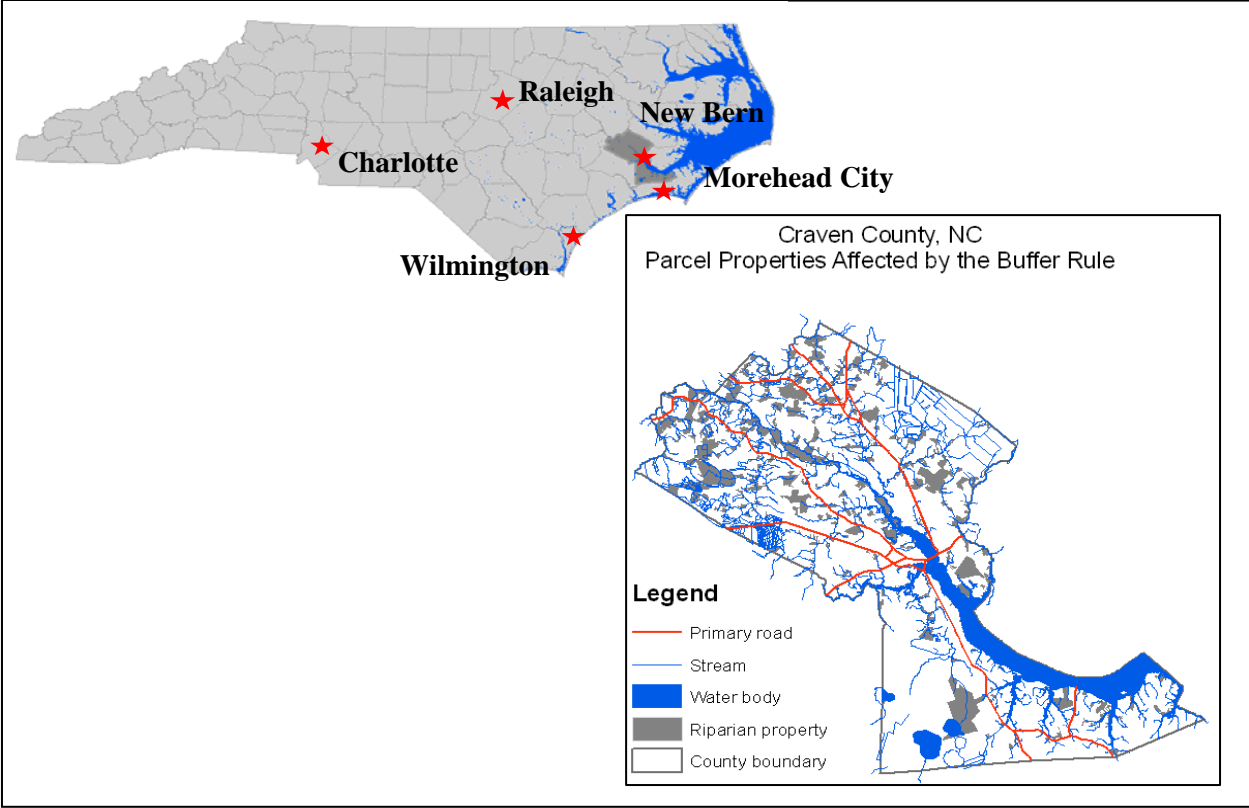 Raleigh
New Bern
Charlotte
Morehead City
Wilmington
Craven County, NC
Parcel Properties Affected by the Buffer Rule
Legend
Primary road
Stream
Water body
Riparian property
County boundary